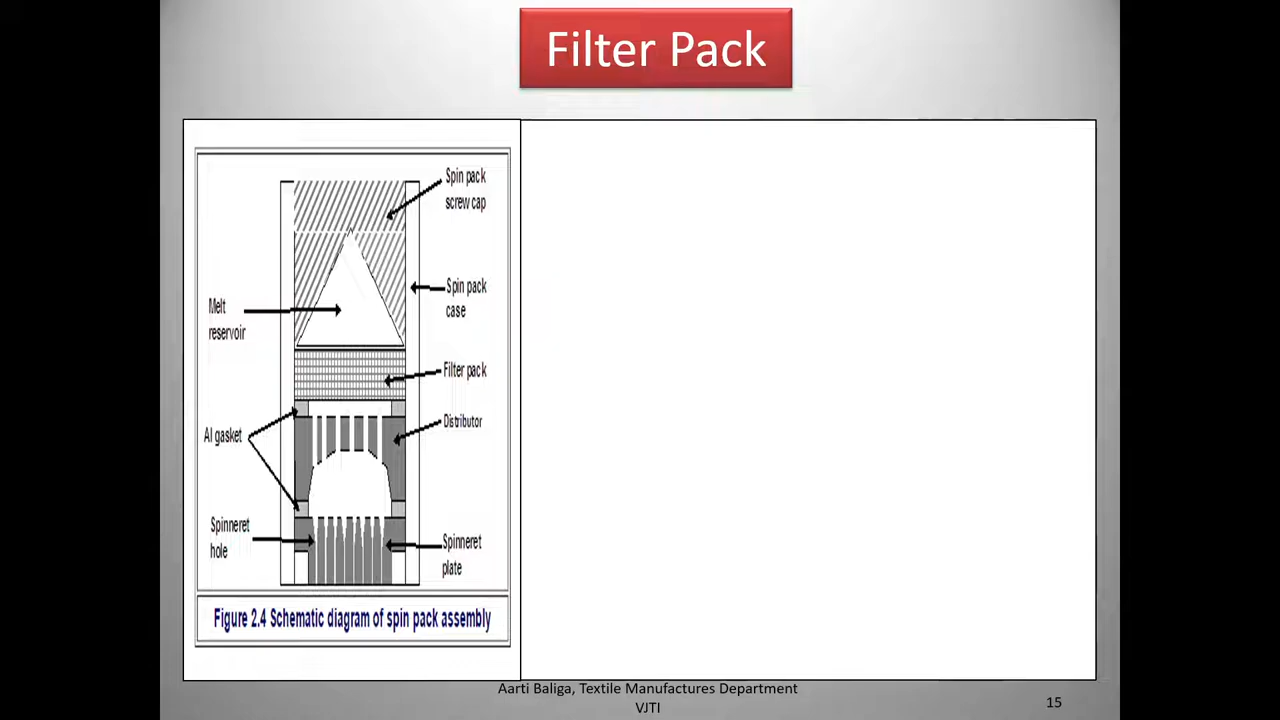 Filter Pack
Spin pack
screw cap
Spin pack
case
Melt
reservoir
Filter pack
Distributor
Al gasket
Spinneret
hole
Spinneret
plate
Figure 2.4 Schematic diagram of spin pack assembly
Aarti Baliga, Textile Manufactures Department
VJTI
15